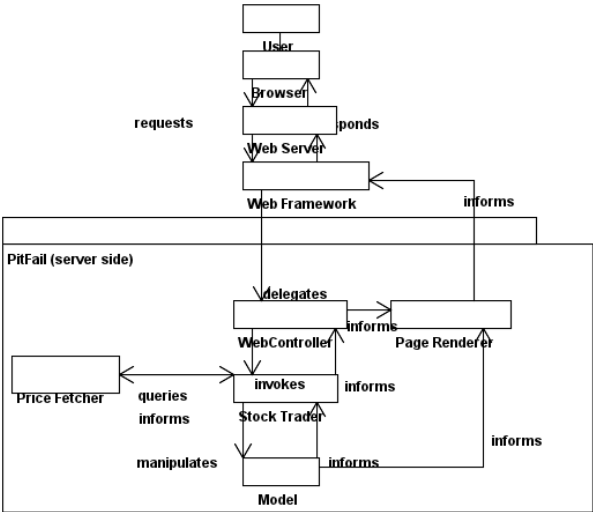 User
Browser
requests
ponds
Web Server
Web Framework
informs
PitFail (server side)
delegates
informs
WebController
Page Renderer
invokes
informs
Price Fetcher
queries
informs
Stock Trader
informs
manipulates
informs
Model